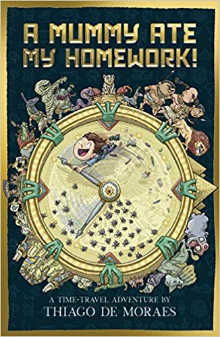 A MUMMY ATE
MY HOMEWORK!
A TIME-TRAVEL ADVENTURE BY
THIAGO DE MORAES